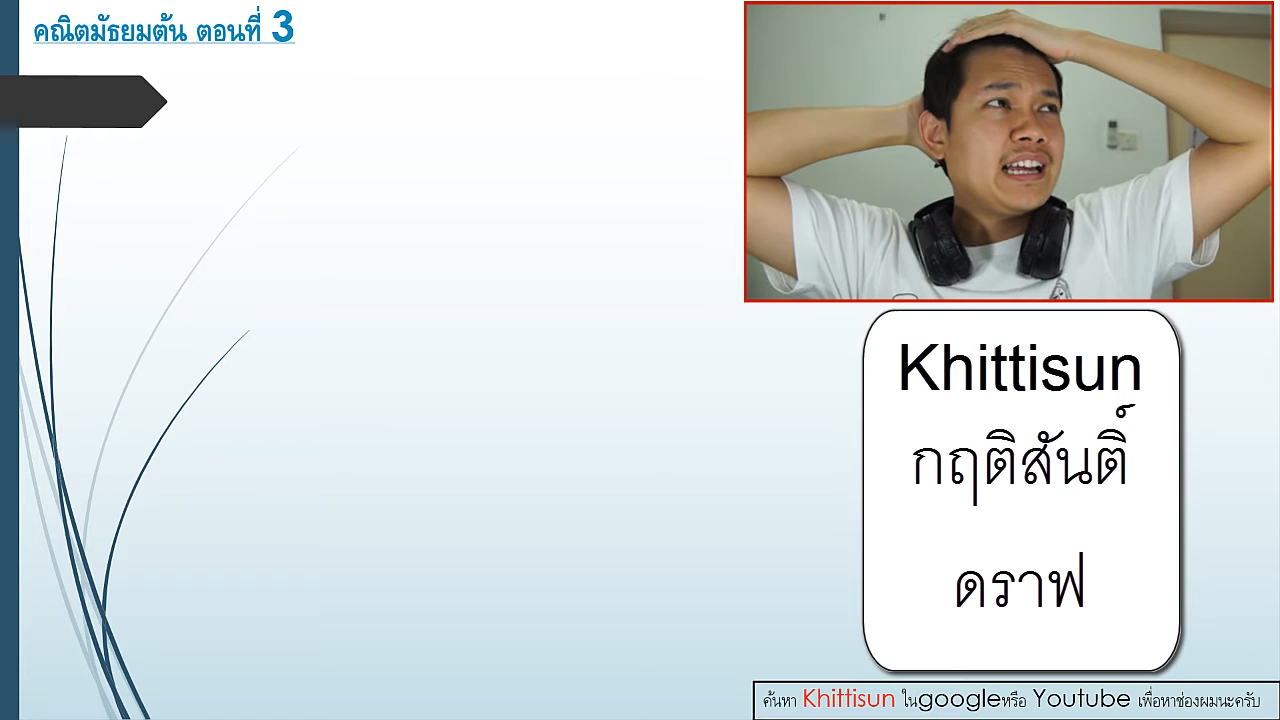 คณิตมัธยมต้น ตอนที่ 3
Khittisun
กฤติสันติ์
ดราฟ
ค้นหา Khittisun ในgoogleหรือ Youtube เพื่อหาช่องผมนะครับ